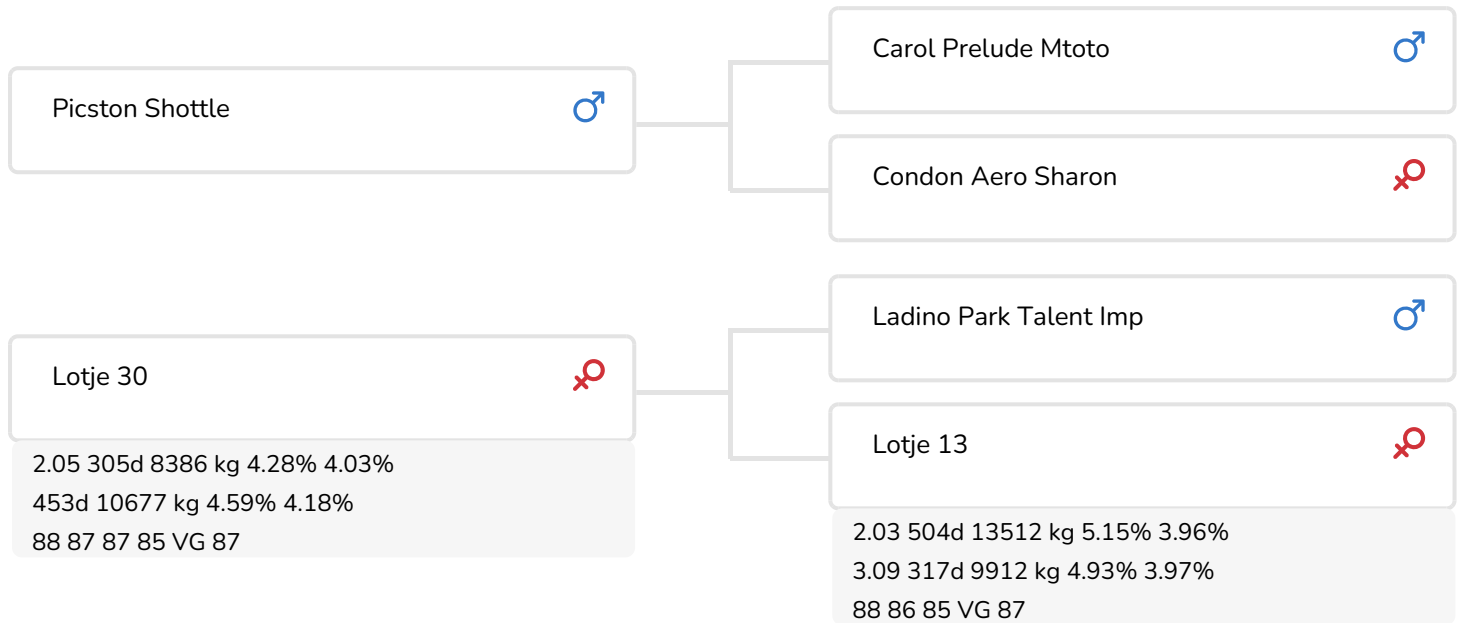 Picston Shottle
Carol Prelude Mtoto
Condon Aero Sharon
Lotje 30
2.05 305d 8386 kg 4.28% 4.03%
453d 10677 kg 4.59% 4.18%
88 87 87 85 VG 87
Ladino Park Talent Imp
Lotje 13
2.03 504d 13512 kg 5.15% 3.96%
3.09 317d 9912 kg 4.93% 3.97%
88 86 85 VG 87